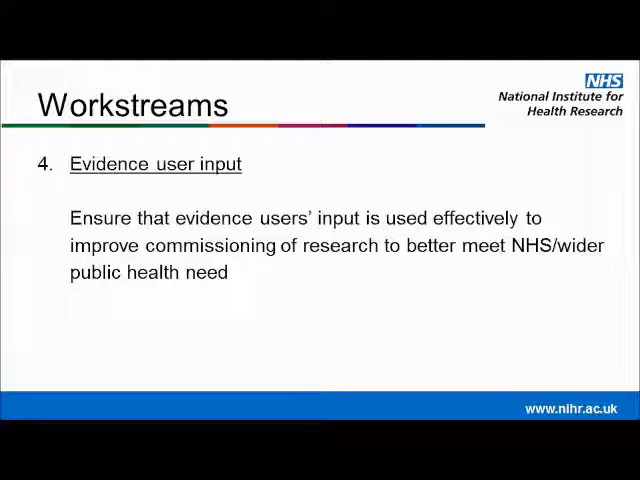 NHS
National Institute for
Health Research
Workstreams
4. Evidence user input
Ensure that evidence users’ input is used effectively to
improve commissioning of research to better meet NHS/wider
public health need
www.nihr.ac.uk